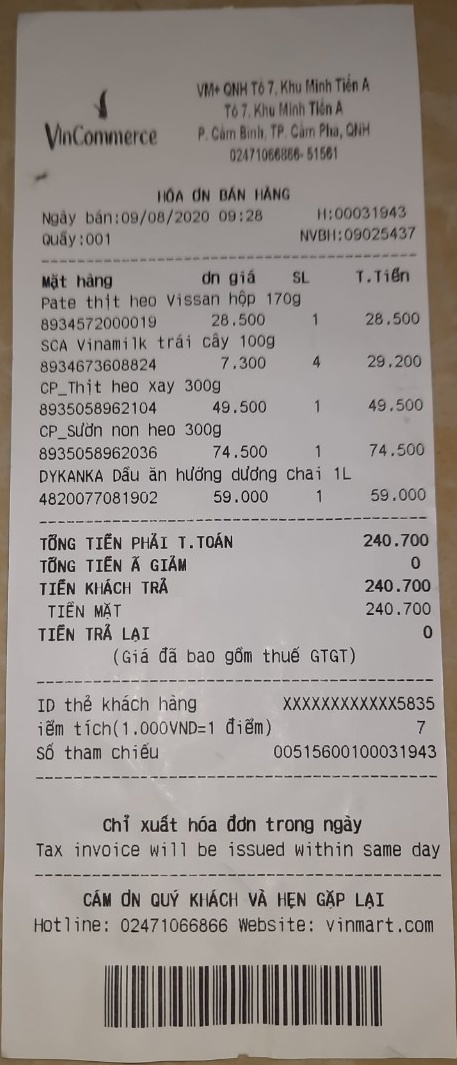 VINCOMMERCE
VM+ QNH Tổ 7, Khu Minh Tiến A
Tổ 7, Khu Minh Tiến A
P. Cẩm Bình, TP. Cẩm Phả, QNH
02471066866- 51561
HÓA ƠN BÁN HÀNG
Ngày bán:09/08/2020 09:28 H:00031943
Quầy:001 NVBH:09025437
Mặt hàng ơn giá SL T.Tiền
Pate thịt heo Vissan hộp 170g
8934572000019 28.500 1 28.500
SCA Vinamilk trái cây 100g
8934673608824 7.300 4 29.200
CP_Thịt heo xay 300g
8935058962104 49.500 1 49.500
CP_Sườn non heo 300g
8935058962036 74.500 1 74.500
DYKANKA Dầu ăn hướng dương chai 1L
4820077081902 59.000 1 59.000
TỔNG TIỀN PHẢI T.TOÁN 240.700
TỔNG TIỀN Ã GIẢM 0
TIỀN KHÁCH TRẢ 240.700
TIỀN MẶT 240.700
TIỀN TRẢ LẠI 0
(Giá đã bao gồm thuế GTGT)
ID thẻ khách hàng XXXXXXXXXXXX5835
iểm tích(1.000VND=1 điểm) 7
Số tham chiếu 00515600100031943
Chỉ xuất hóa đơn trong ngày
Tax invoice will be issued within same day
CÁM ƠN QUÝ KHÁCH VÀ HẸN GẶP LẠI
Hotline: 02471066866 Website: vinmart.com